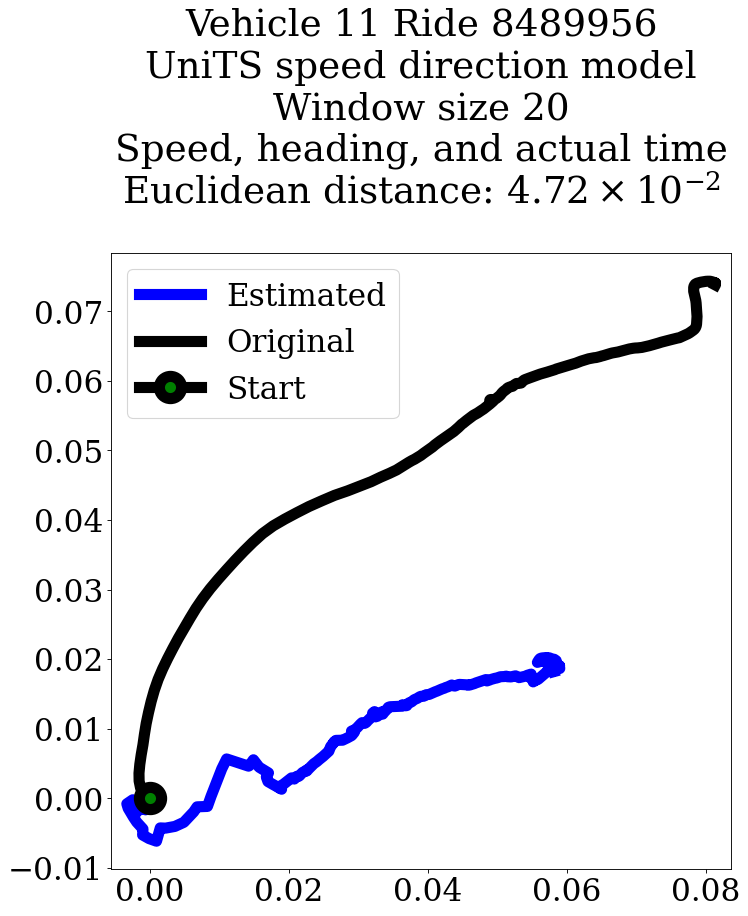 Vehicle 11 Ride 8489956
UniTS speed direction model
Window size 20
Speed, heading, and actual time
Euclidean distance: 4.72 × 10⁻²
Estimated
Original
Start
0.07
0.06
0.05
0.04
0.03
0.02
0.01
0.00
−0.01
0.00 0.02 0.04 0.06 0.08